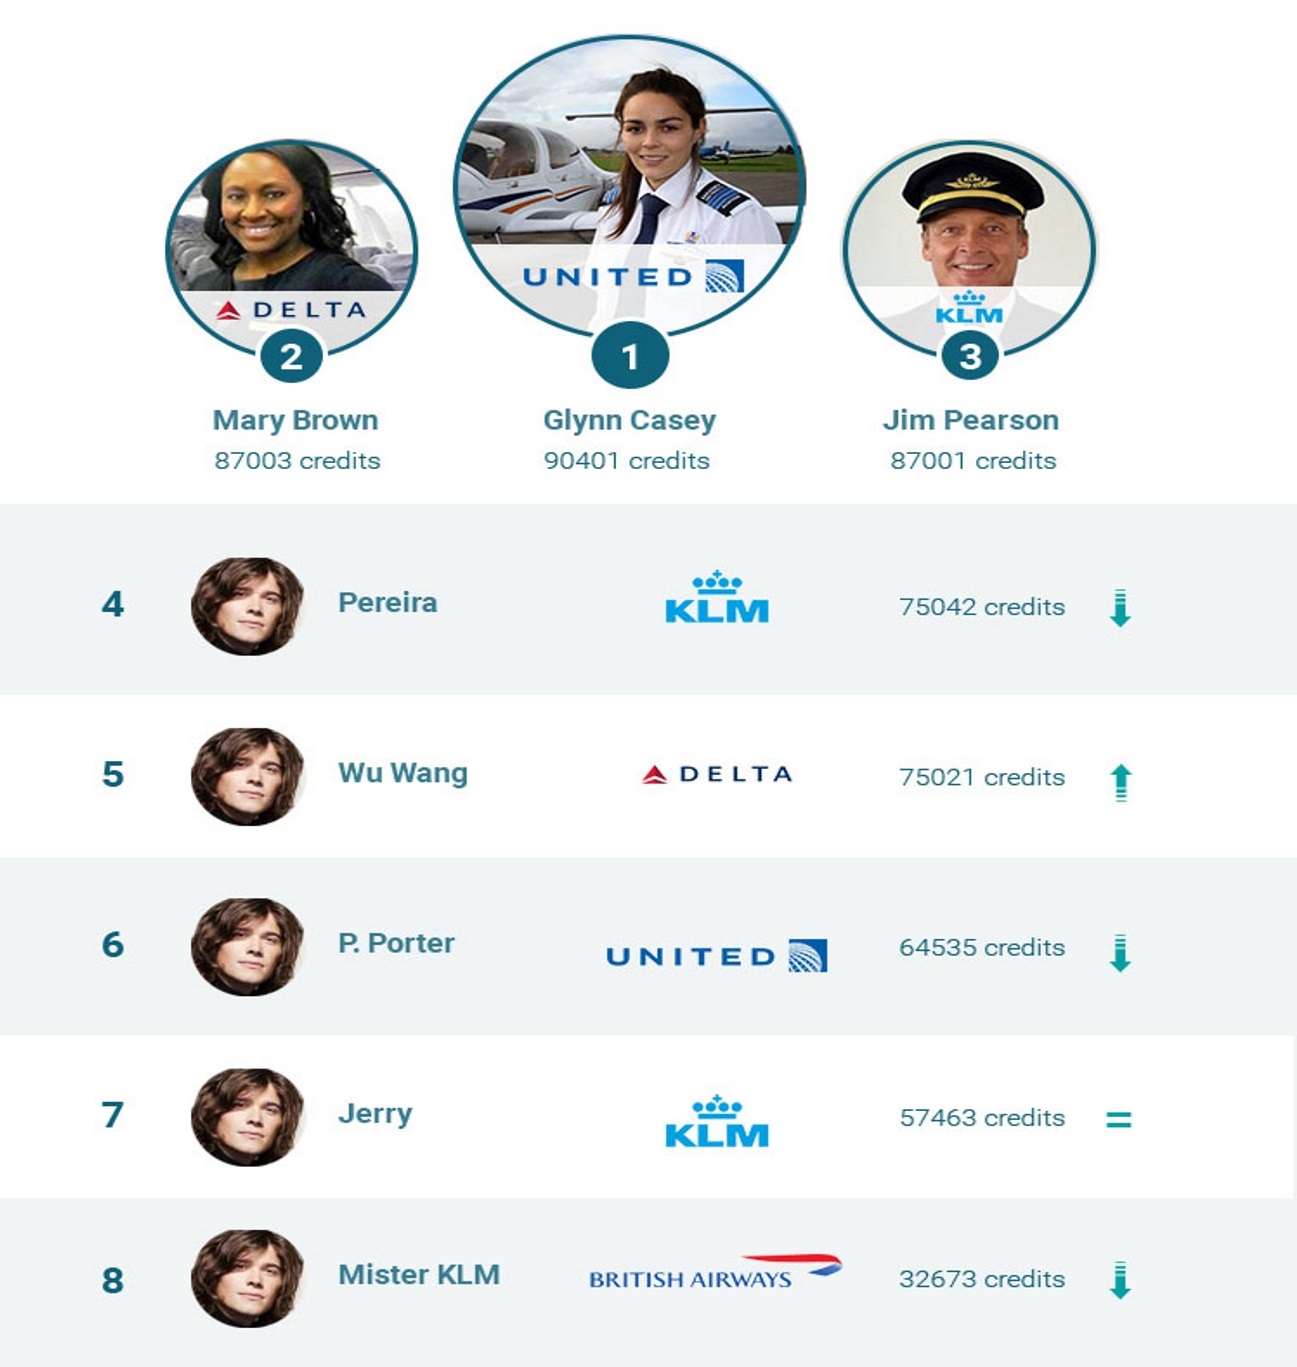 DELTA
UNITED
KLM
2
1
3
Mary Brown
87003 credits
Glynn Casey
90401 credits
Jim Pearson
87001 credits
4 Pereira KLM 75042 credits
5 Wu Wang DELTA 75021 credits
6 P. Porter UNITED 64535 credits
7 Jerry KLM 57463 credits =
8 Mister KLM BRITISH AIRWAYS 32673 credits